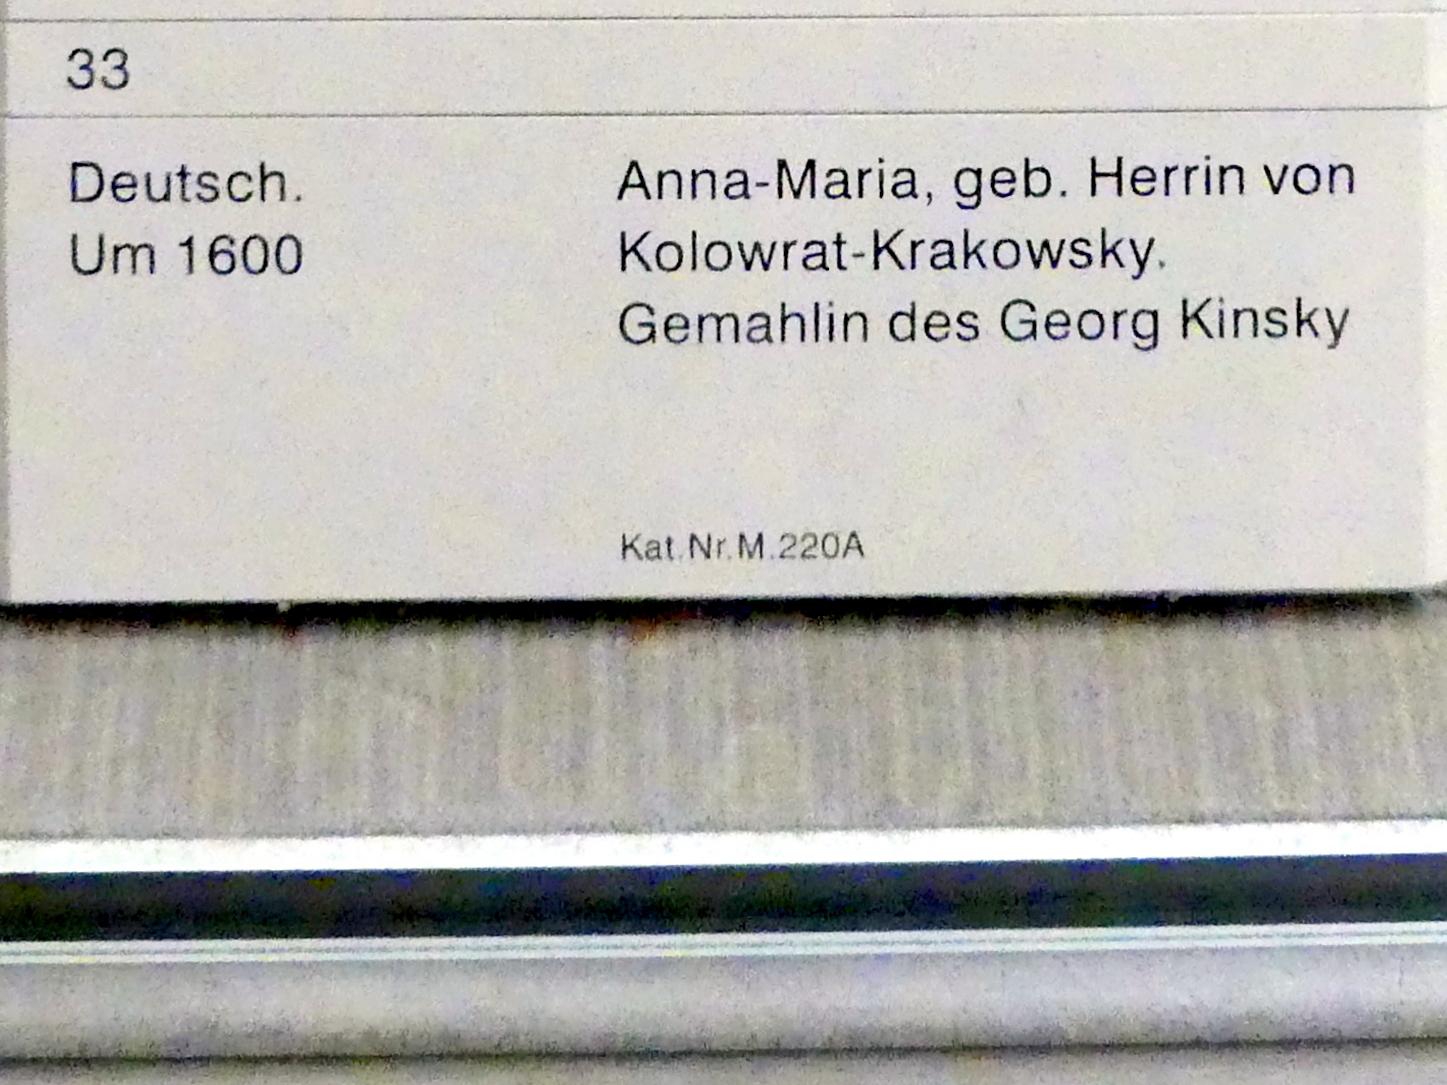 33
Deutsch.
Um 1600
Anna-Maria, geb. Herrin von
Kolowrat-Krakowsky.
Gemahlin des Georg Kinsky
Kat.Nr.M.220A